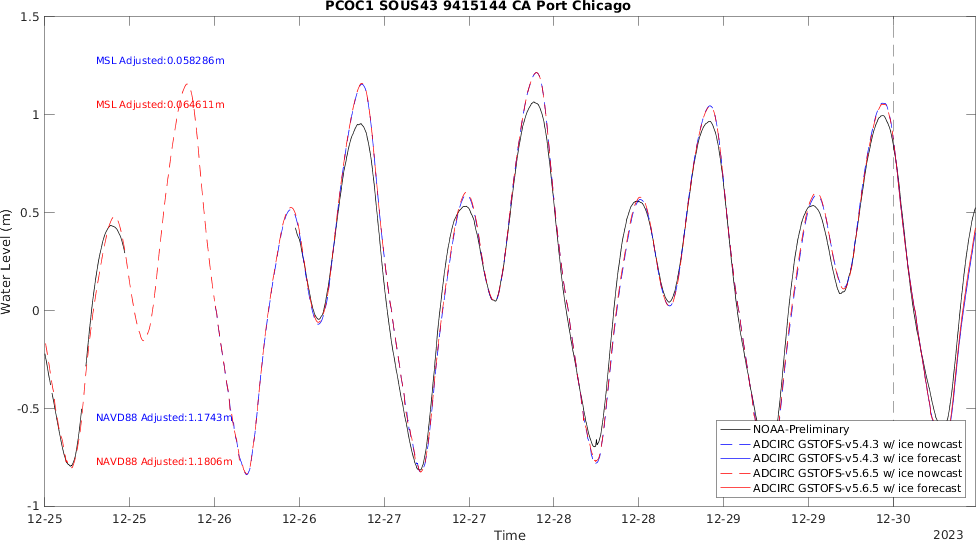 PCOC1 SOUS43 9415144 CA Port Chicago
1.5
1
0.5
0
-0.5
-1
Water Level (m)
MSL Adjusted:0.058286m
MSL Adjusted:0.064611m
NAVD88 Adjusted:1.1743m
NAVD88 Adjusted:1.1806m
NOAA-Preliminary
ADCIRC GSTOFS-v5.4.3 w/ ice nowcast
ADCIRC GSTOFS-v5.4.3 w/ ice forecast
ADCIRC GSTOFS-v5.6.5 w/ ice nowcast
ADCIRC GSTOFS-v5.6.5 w/ ice forecast
12-25 12-25 12-26 12-26 12-27 12-27 12-28 12-28 12-29 12-29 12-30
Time
2023